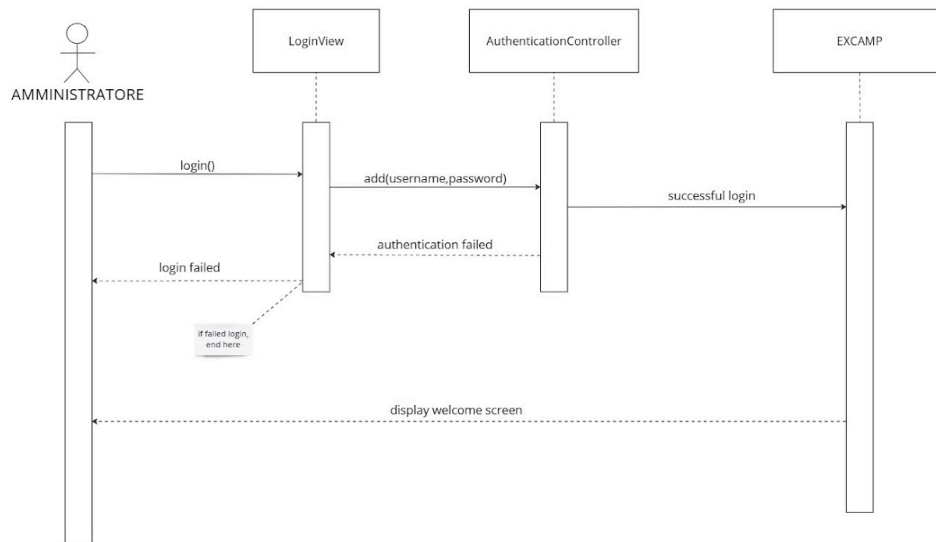 LoginView
AuthenticationController
EXCAMP
AMMINISTRATORE
login()
add(username,password)
successful login
authentication failed
login failed
If failed login,
end here
display welcome screen